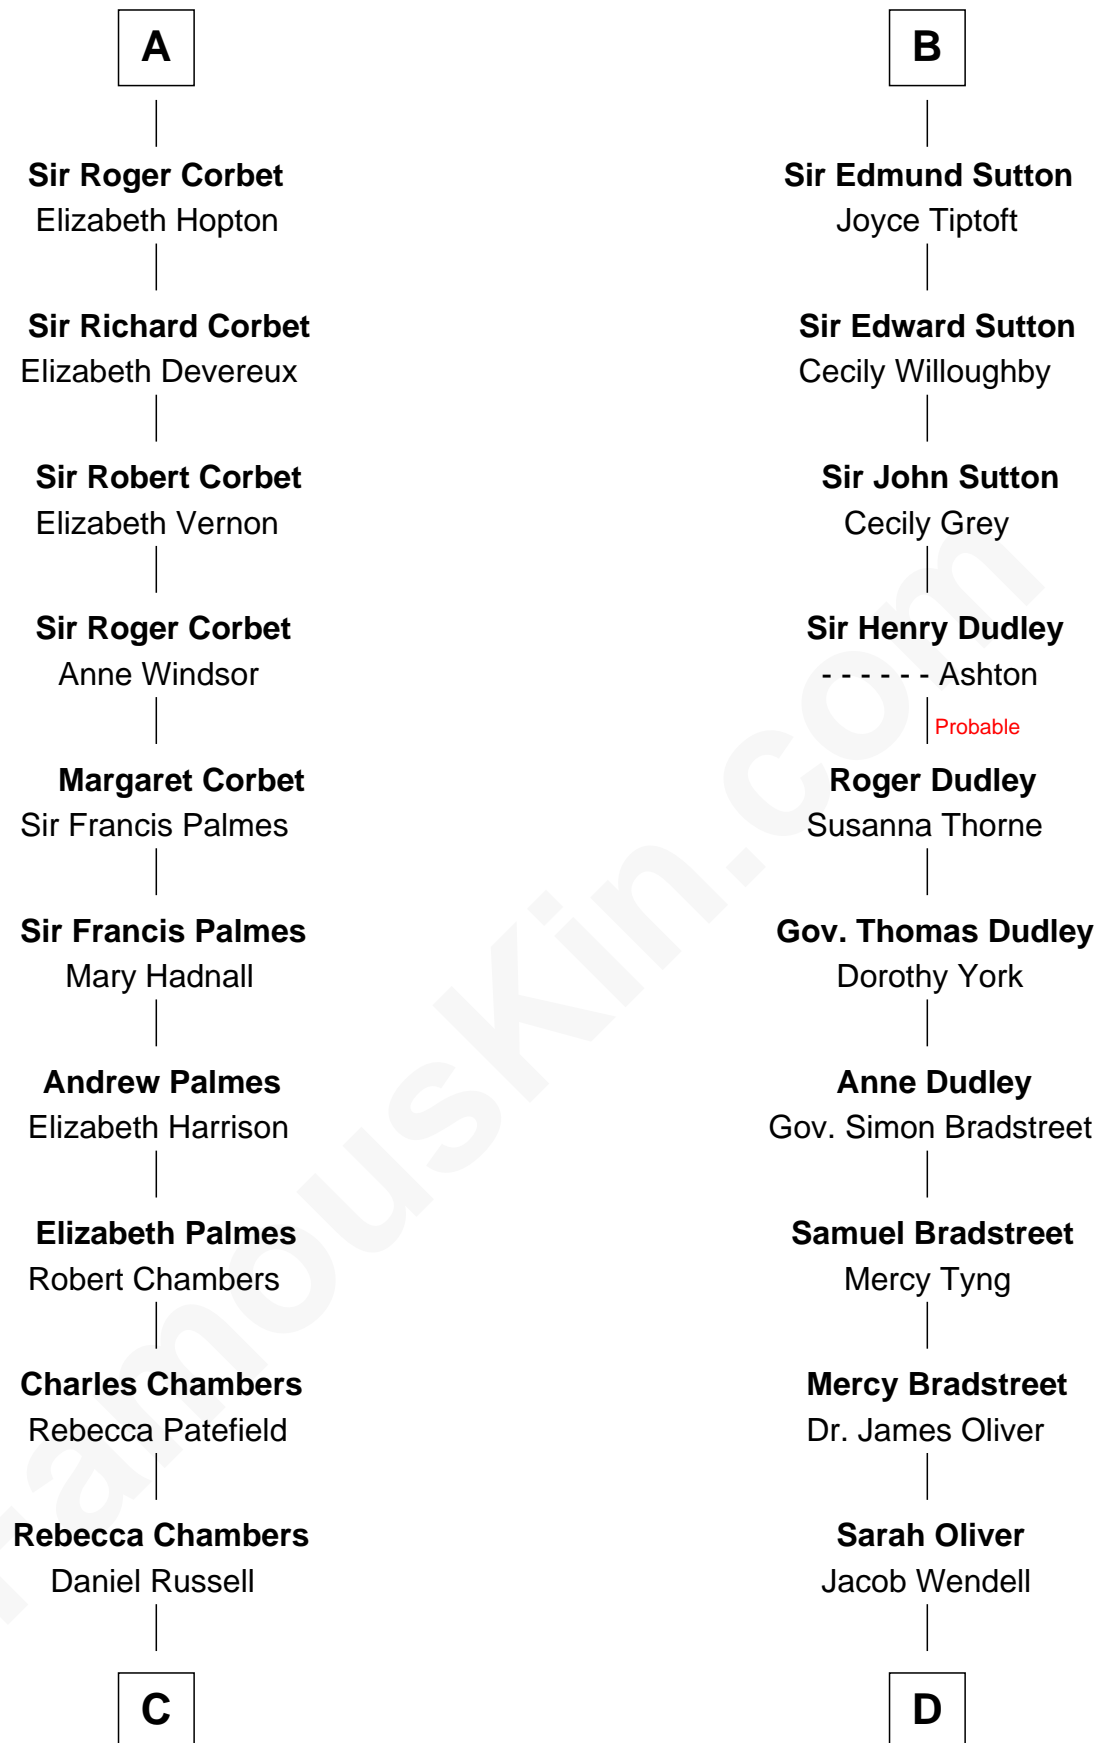 A
Sir Roger Corbet
Elizabeth Hopton
Sir Richard Corbet
Elizabeth Devereux
Sir Robert Corbet
Elizabeth Vernon
Sir Roger Corbet
Anne Windsor
Margaret Corbet
Sir Francis Palmes
Sir Francis Palmes
Mary Hadnall
Andrew Palmes
Elizabeth Harrison
Elizabeth Palmes
Robert Chambers
Charles Chambers
Rebecca Patefield
Rebecca Chambers
Daniel Russell
C
B
Sir Edmund Sutton
Joyce Tiptoft
Sir Edward Sutton
Cecily Willoughby
Sir John Sutton
Cecily Grey
Sir Henry Dudley
- - - - - - Ashton
Probable
Roger Dudley
Susanna Thorne
Gov. Thomas Dudley
Dorothy York
Anne Dudley
Gov. Simon Bradstreet
Samuel Bradstreet
Mercy Tyng
Mercy Bradstreet
Dr. James Oliver
Sarah Oliver
Jacob Wendell
D
FamousKin.com